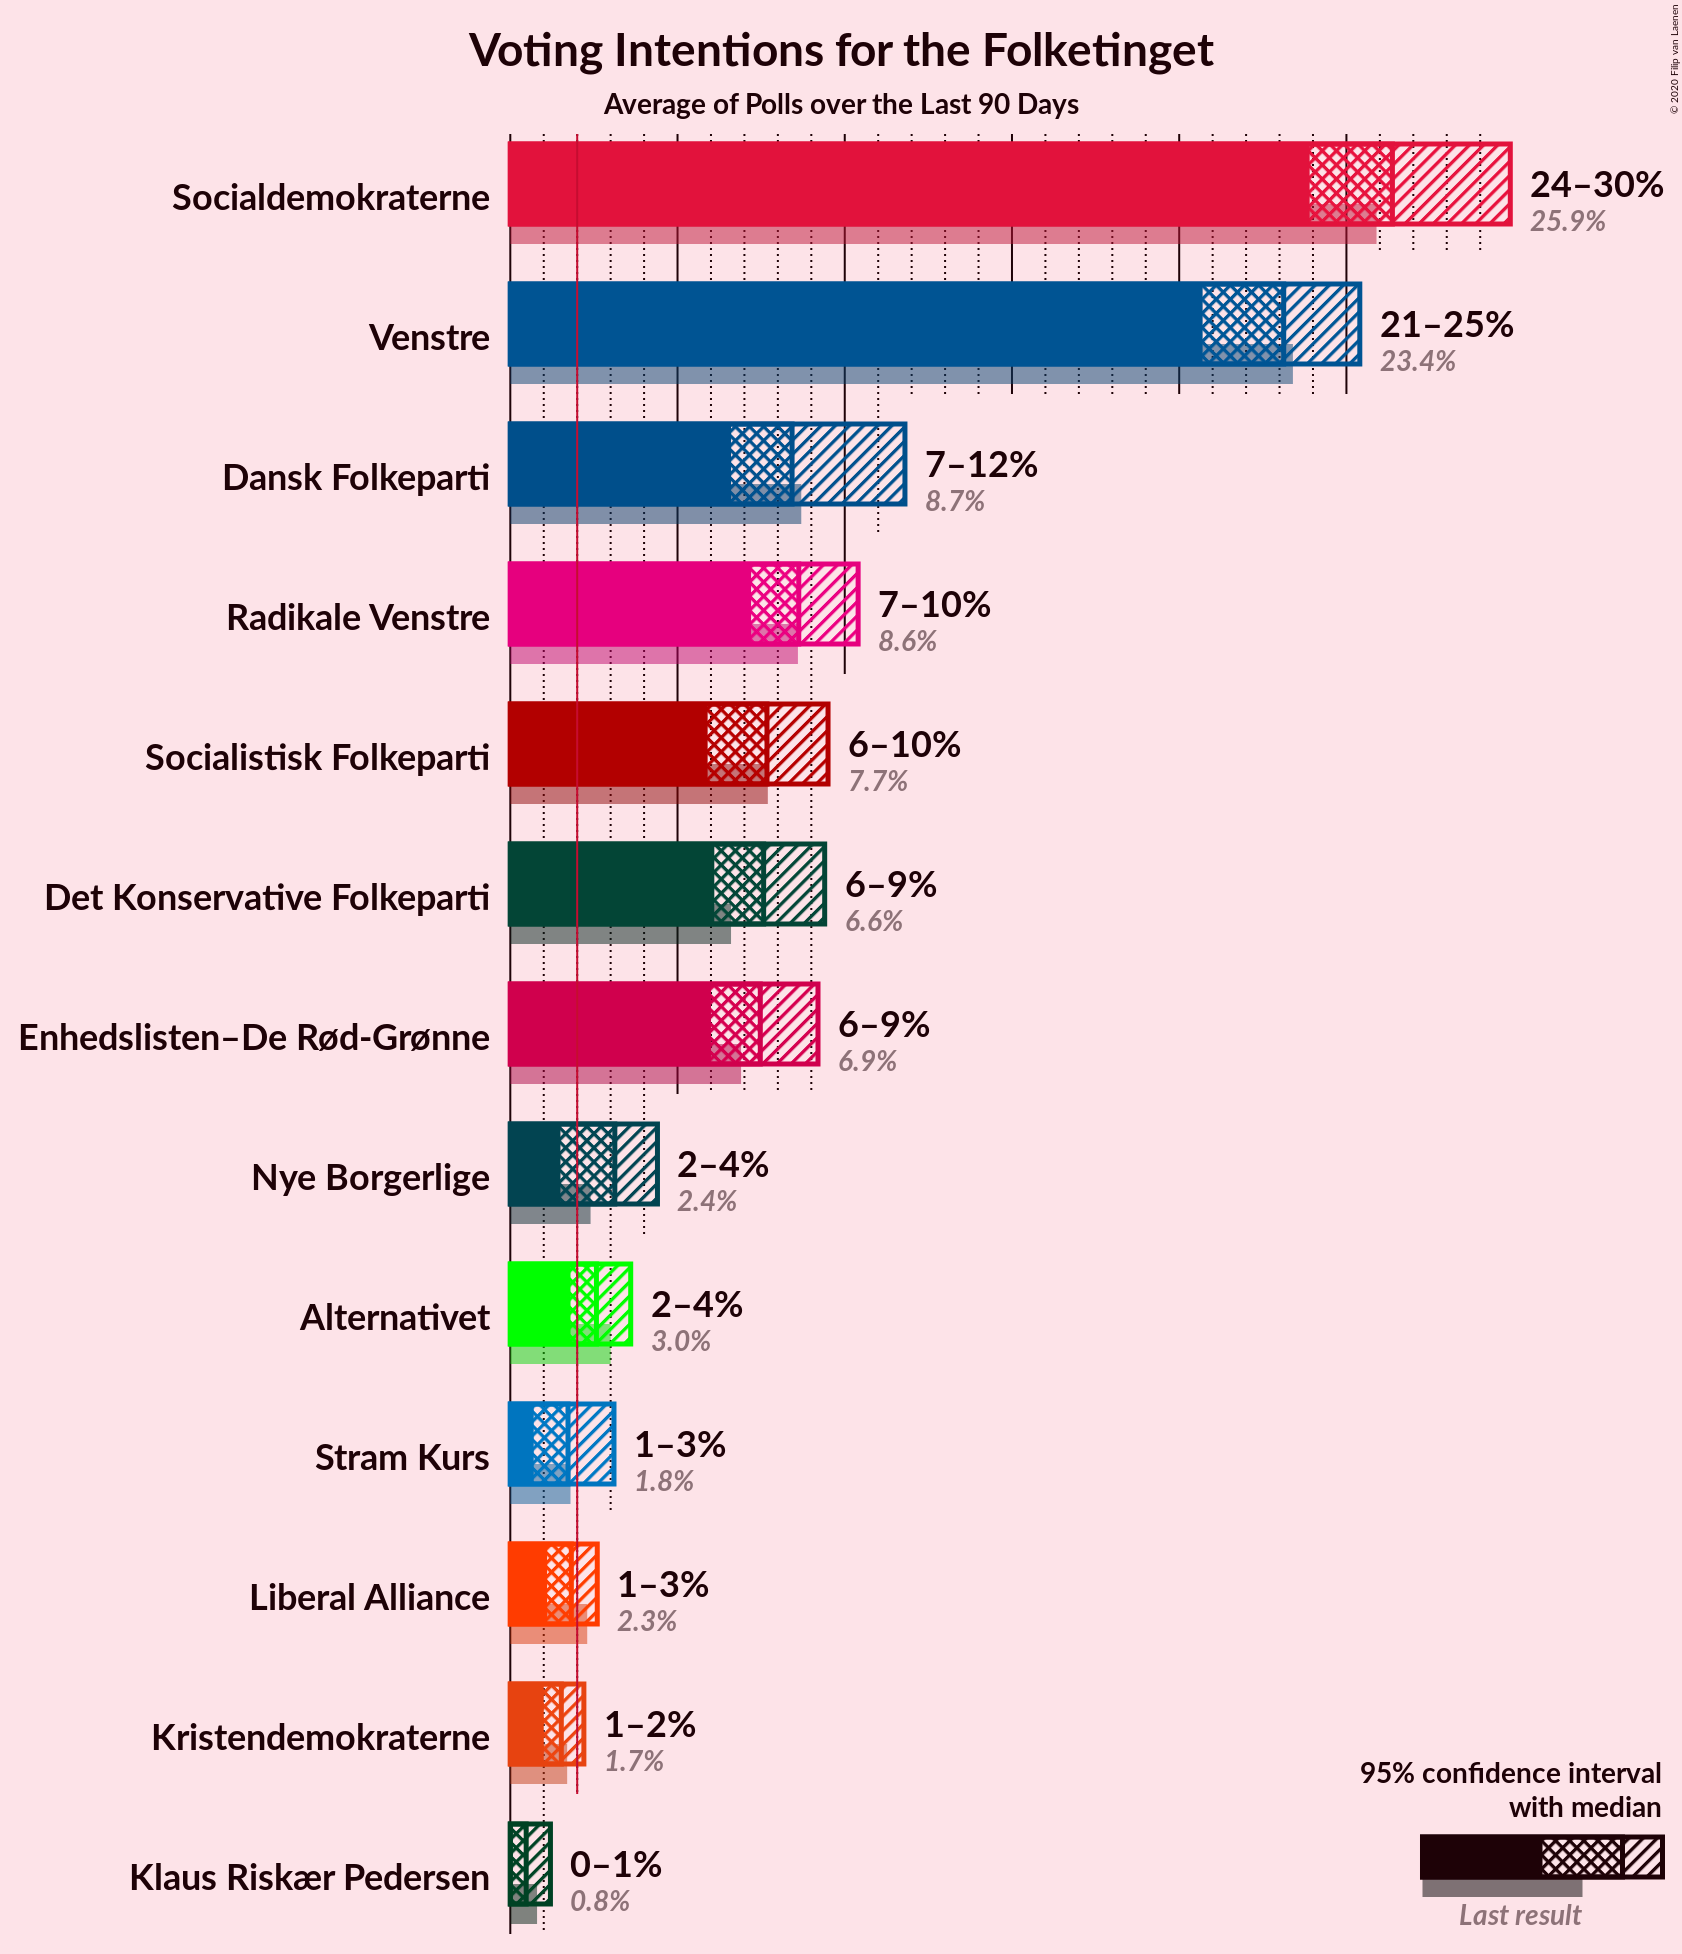 © 2020 Filip van Laenen
Voting Intentions for the Folketinget
Average of Polls over the Last 90 Days
Socialdemokraterne
24–30%
25.9%
Venstre
21–25%
23.4%
Dansk Folkeparti
7–12%
8.7%
Radikale Venstre
7–10%
8.6%
Socialistisk Folkeparti
6–10%
7.7%
Det Konservative Folkeparti
6–9%
6.6%
Enhedslisten–De Rød-Grønne
6–9%
6.9%
Nye Borgerlige
2–4%
2.4%
Alternativet
2–4%
3.0%
Stram Kurs
1–3%
1.8%
Liberal Alliance
1–3%
2.3%
Kristendemokraterne
1–2%
1.7%
Klaus Riskær Pedersen
0–1%
0.8%
95% confidence interval
with median
Last result